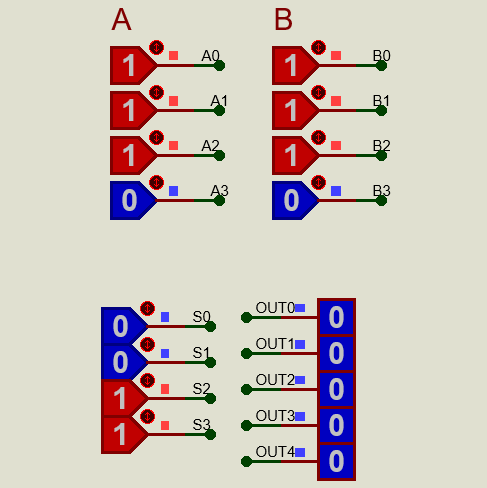 A B
1 A0 1 B0
1 A1 1 B1
1 A2 1 B2
0 A3 0 B3
0 S0 OUT0 0
0 S1 OUT1 0
1 S2 OUT2 0
1 S3 OUT3 0
OUT4 0